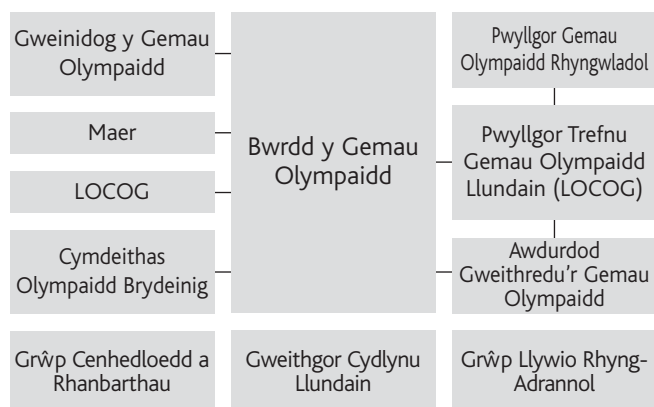 Gweinidog y Gemau
Olympaidd
Maer
LOCOG
Cymdeithas
Olympaidd Brydeinig
Bwrdd y Gemau
Olympaidd
Pwyllgor Gemau
Olympaidd Rhyngwladol
Pwyllgor Trefnu
Gemau Olympaidd
Llundain (LOCOG)
Awdurdod
Gweithredu'r Gemau
Olympaidd
Grŵp Cenhedloedd a
Rhanbarthau
Gweithgor Cydlynu
Llundain
Grŵp Llywio Rhyng-
Adrannol